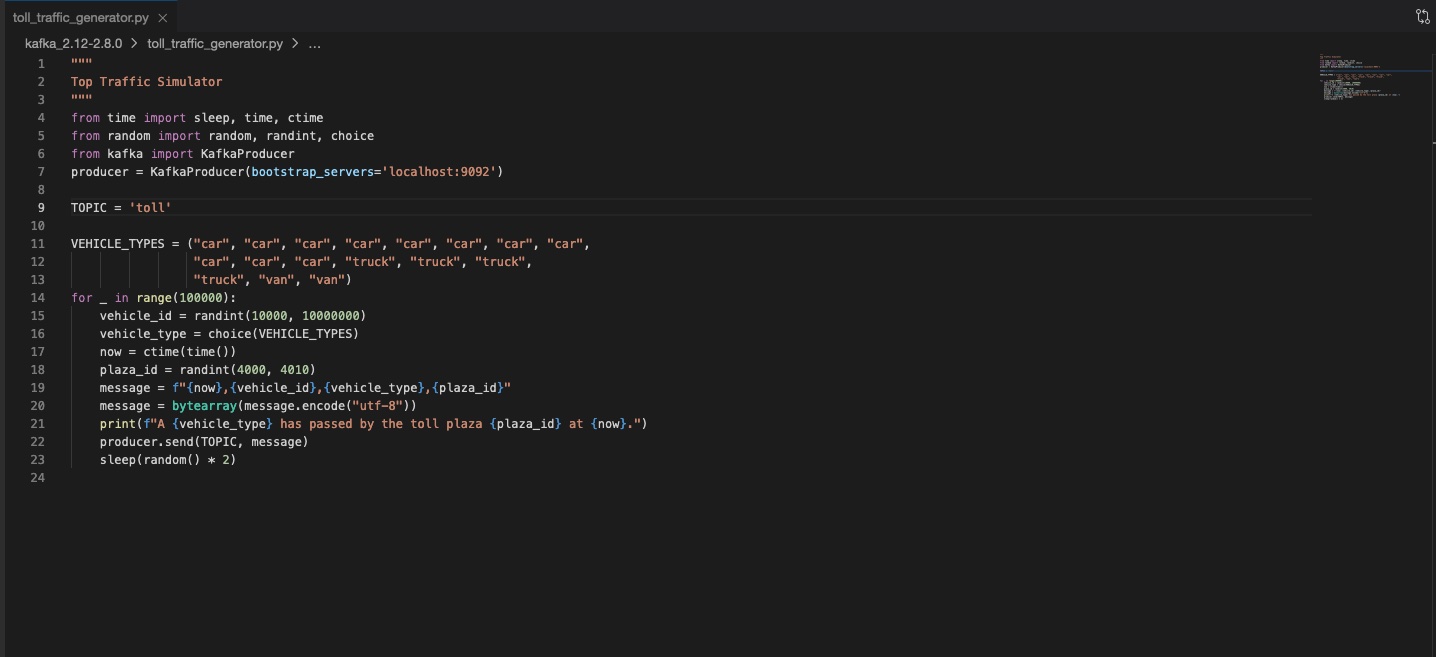 toll_traffic_generator.py ×
kafka_2.12-2.8.0 > toll_traffic_generator.py > ...
1 """
2 Top Traffic Simulator
3 """
4 from time import sleep, time, ctime
5 from random import random, randint, choice
6 from kafka import KafkaProducer
7 producer = KafkaProducer(bootstrap_servers='localhost:9092')
8
9 TOPIC = 'toll'
10
11 VEHICLE_TYPES = ("car", "car", "car", "car", "car", "car", "car", "car",
12                  "car", "car", "car", "truck", "truck", "truck",
13                  "truck", "van", "van")
14 for _ in range(100000):
15     vehicle_id = randint(10000, 10000000)
16     vehicle_type = choice(VEHICLE_TYPES)
17     now = ctime(time())
18     plaza_id = randint(4000, 4010)
19     message = f"{now},{vehicle_id},{vehicle_type},{plaza_id}"
20     message = bytearray(message.encode("utf-8"))
21     print(f"A {vehicle_type} has passed by the toll plaza {plaza_id} at {now}.")
22     producer.send(TOPIC, message)
23     sleep(random() * 2)
24